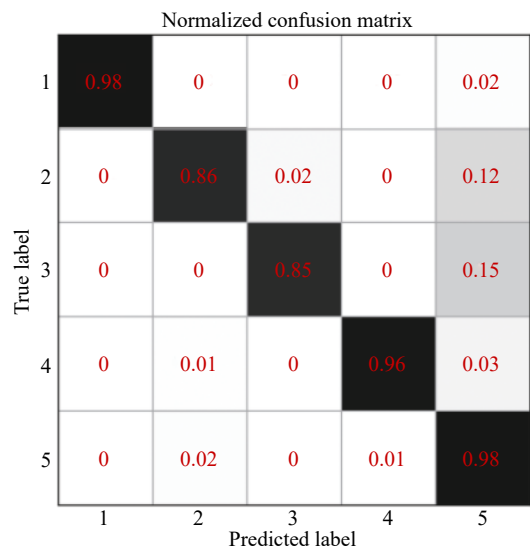 Normalized confusion matrix
1 0.98 0 0 0 0.02
2 0 0.86 0.02 0 0.12
3 0 0 0.85 0 0.15
4 0 0.01 0 0.96 0.03
5 0 0.02 0 0.01 0.98
1 2 3 4 5
Predicted label
True label